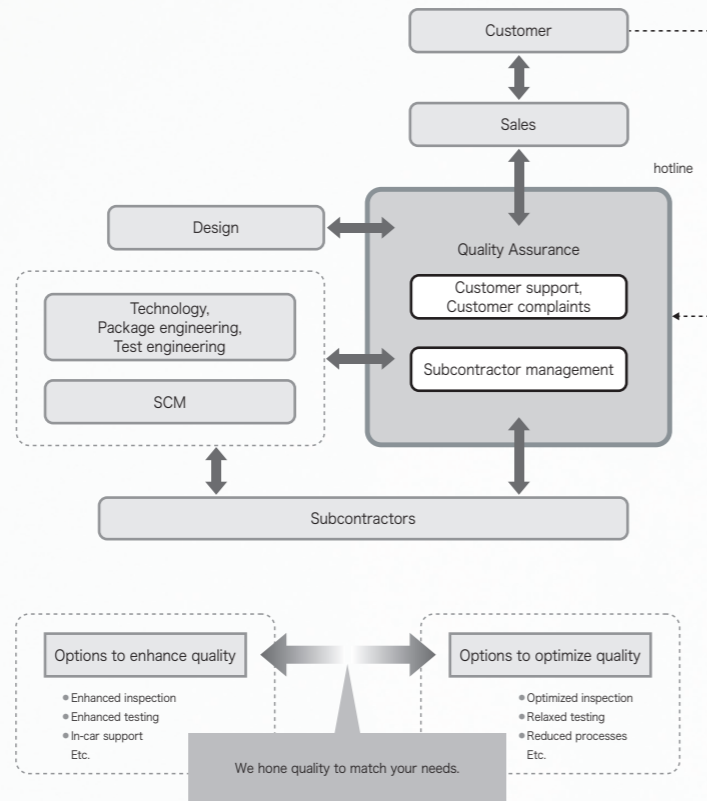 Customer
Sales
hotline
Design
Quality Assurance
Customer support,
Customer complaints
Technology,
Package engineering,
Test engineering
Subcontractor management
SCM
Subcontractors
Options to enhance quality
Options to optimize quality
• Enhanced inspection
• Enhanced testing
• In-car support
Etc.
• Optimized inspection
• Relaxed testing
• Reduced processes
Etc.
We hone quality to match your needs.